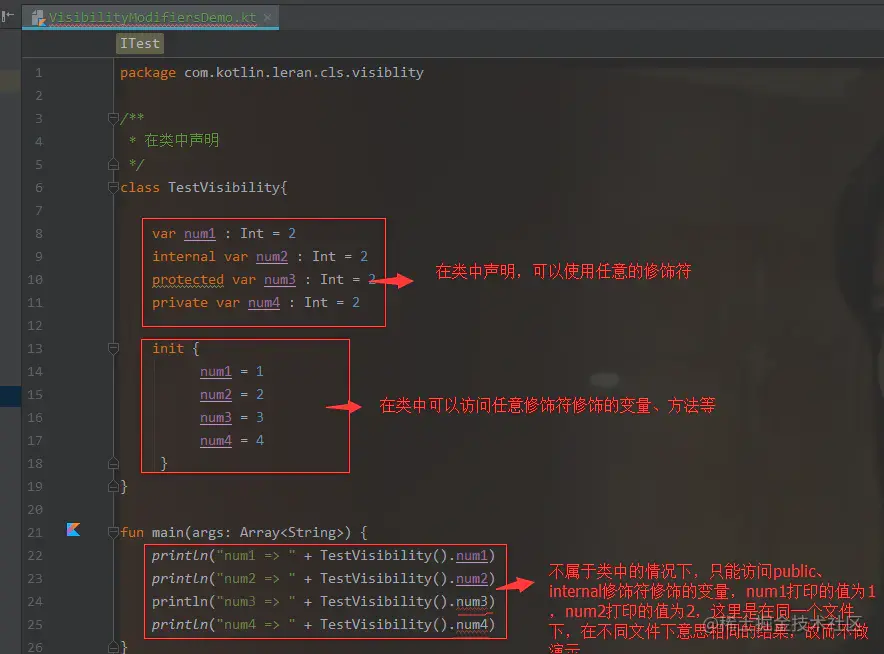 VisibilityModifiersDemo.kt ×
ITest
1 package com.kotlin.leran.cls.visiblity
2
3 /**
4 * 在类中声明
5 */
6 class TestVisibility{
7
8 var num1 : Int = 2
9 internal var num2 : Int = 2
10 protected var num3 : Int = 2
11 private var num4 : Int = 2
在类中声明，可以使用任意的修饰符
12
13 init {
14 num1 = 1
15 num2 = 2
16 num3 = 3
17 num4 = 4
在类中可以访问任意修饰符修饰的变量、方法等
18 }
19 }
20
21 fun main(args: Array<String>) {
22 println("num1 => " + TestVisibility().num1)
23 println("num2 => " + TestVisibility().num2)
24 println("num3 => " + TestVisibility().num3)
25 println("num4 => " + TestVisibility().num4)
26 }
不属于类中的情况下，只能访问public、
internal修饰符修饰的变量，num1打印的值为1
，num2打印的值为2，这里是在同一个文件
下，在不同文件下意思相同的结果，故而不做
演示
@稀土掘金技术社区